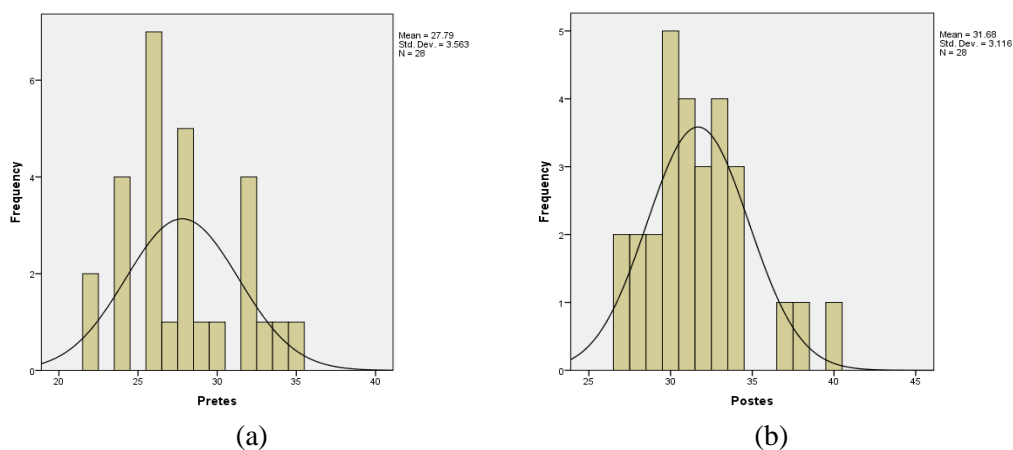 Mean = 27.79
Std. Dev. = 3.563
N = 28
Frequency
6
4
2
0
20 25 30 35 40
Pretes
(a)
Mean = 31.68
Std. Dev. = 3.116
N = 28
Frequency
5
4
3
2
1
0
25 30 35 40 45
Postes
(b)